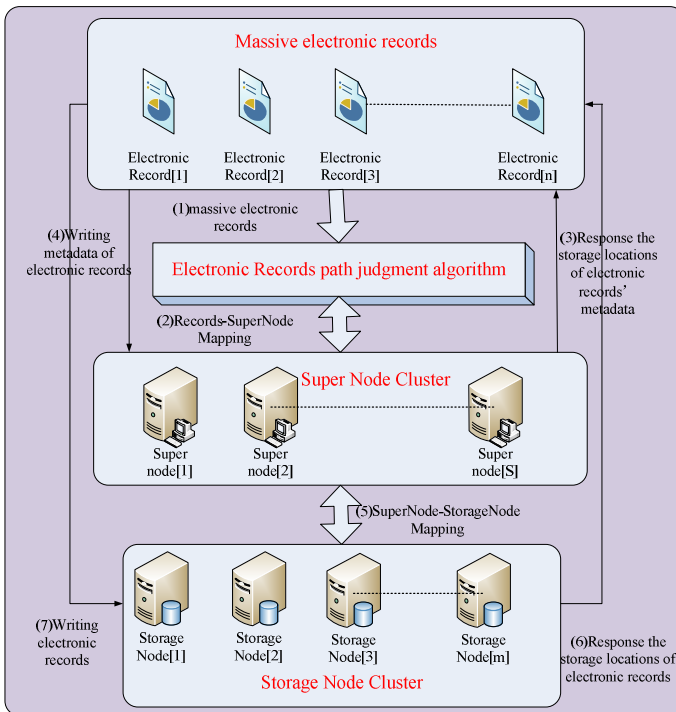 Massive electronic records
Electronic
Record[1]
Electronic
Record[2]
Electronic
Record[3]
Electronic
Record[n]
(1)massive electronic
records
(4)Writing
metadata of
electronic records
(3)Response the
storage locations
of electronic
records'
metadata
Electronic Records path judgment algorithm
(2)Records-SuperNode
Mapping
Super Node Cluster
Super
node[1]
Super
node[2]
Super
node[S]
(5)SuperNode-StorageNode
Mapping
Storage
Node[1]
Storage
Node[2]
Storage
Node[3]
Storage
Node[m]
(7)Writing
electronic
records
(6)Response the
storage locations of
electronic records
Storage Node Cluster